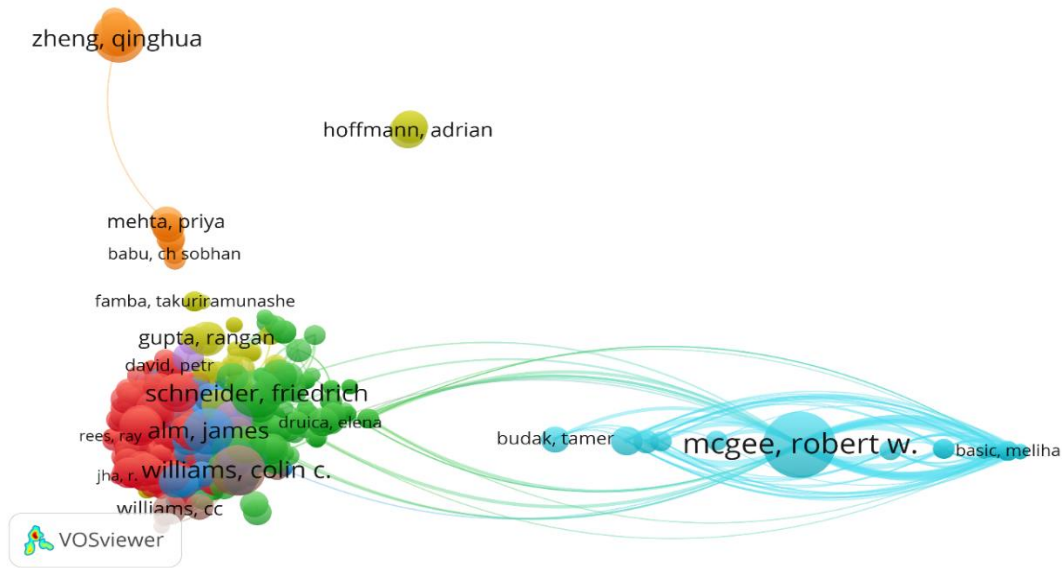 zheng, qinghua
hoffmann, adrian
mehta, priya
babu, ch sobhan
famba, takuriramunashe
gupta, rangan
david, petr
schneider, friedrich
druica, elena
rees, ray
alm, james
budak, tamer
mcgee, robert w.
basic, meliha
jha, r.
williams, colin c.
williams, cc
VOSviewer